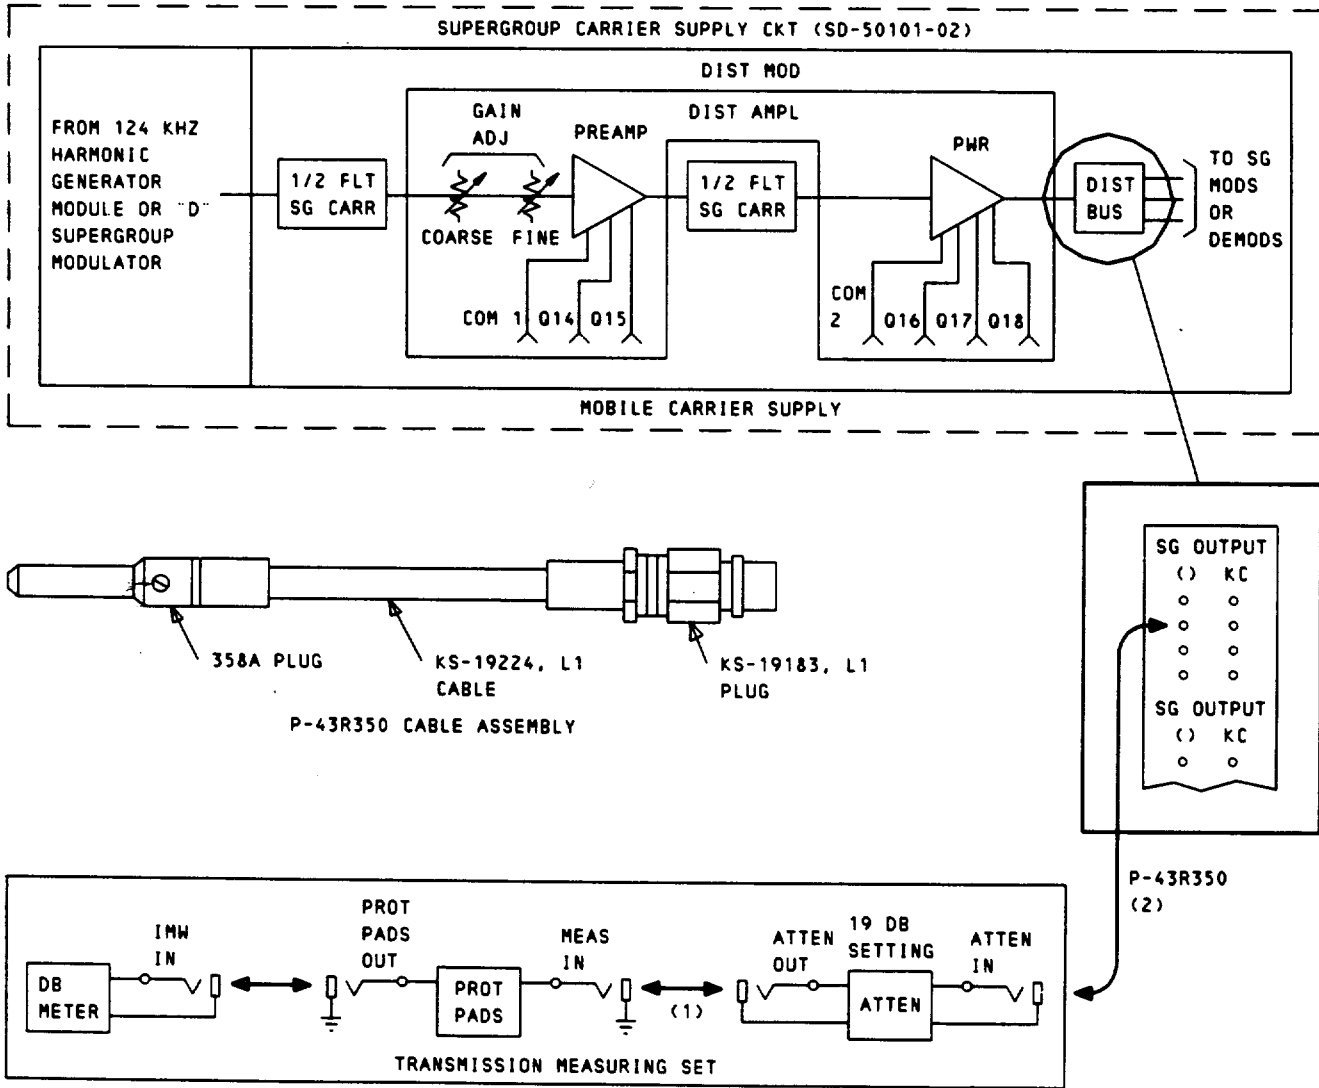 SUPERGROUP CARRIER SUPPLY CKT (SD-50101-02)
DIST MOD
FROM 124 KHZ
HARMONIC
GENERATOR
MODULE OR "D"
SUPERGROUP
MODULATOR
1/2 FLT
SG CARR
GAIN
ADJ
COARSE FINE
PREAMP
DIST AMPL
1/2 FLT
SG CARR
PWR
DIST
BUS
TO SG
MODS
OR
DEMODS
COM 1 Q14 Q15
COM
2 Q16 Q17 Q18
MOBILE CARRIER SUPPLY
358A PLUG
KS-19224, L1
CABLE
KS-19183, L1
PLUG
P-43R350 CABLE ASSEMBLY
SG OUTPUT
() KC
SG OUTPUT
() KC
P-43R350
(2)
DB
METER
IMW
IN
PROT
PADS
OUT
PROT
PADS
MEAS
IN
(1)
ATTEN
OUT
19 DB
SETTING
ATTEN
ATTEN
IN
TRANSMISSION MEASURING SET